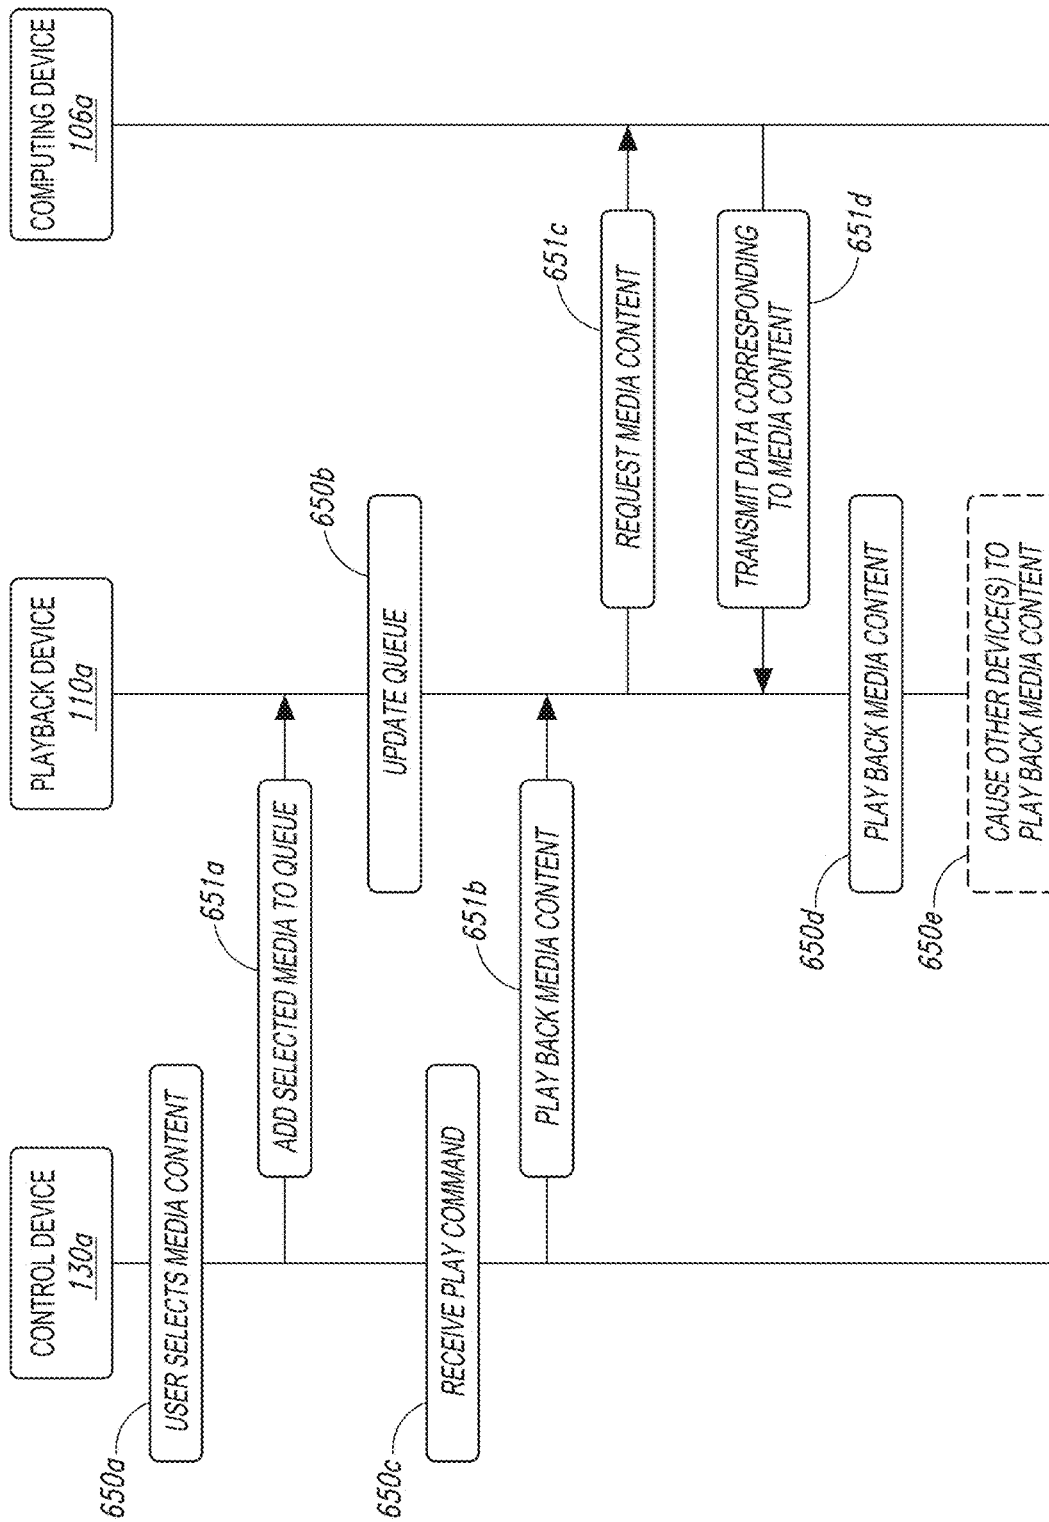 CONTROL DEVICE
130a
PLAYBACK DEVICE
110a
COMPUTING DEVICE
106a
650a
USER SELECTS MEDIA CONTENT
651a
ADD SELECTED MEDIA TO QUEUE
650b
UPDATE QUEUE
650c
RECEIVE PLAY COMMAND
651b
PLAY BACK MEDIA CONTENT
651c
REQUEST MEDIA CONTENT
TRANSMIT DATA CORRESPONDING
TO MEDIA CONTENT
651d
650d
PLAY BACK MEDIA CONTENT
650e
CAUSE OTHER DEVICE(S) TO
PLAY BACK MEDIA CONTENT